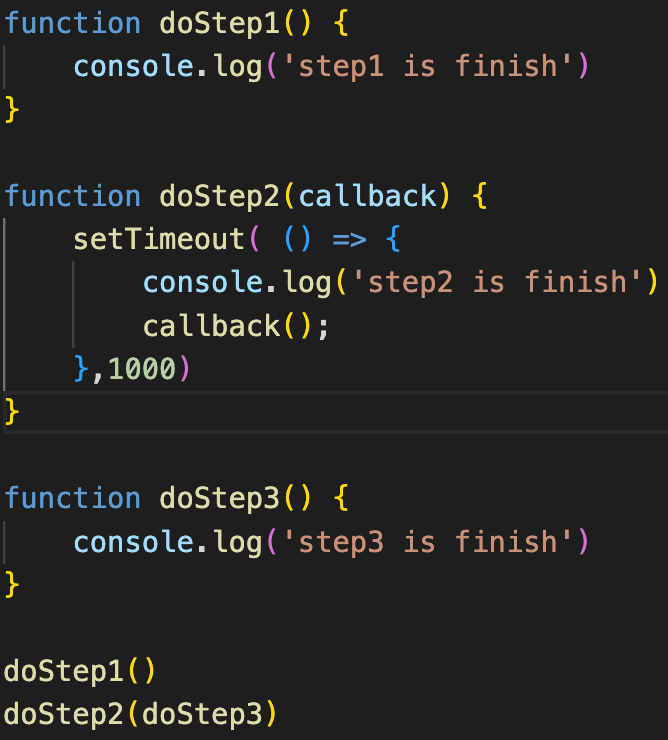 function doStep1() {
    console.log('step1 is finish')
}

function doStep2(callback) {
    setTimeout( () => {
        console.log('step2 is finish')
        callback();
    },1000)
}

function doStep3() {
    console.log('step3 is finish')
}

doStep1()
doStep2(doStep3)